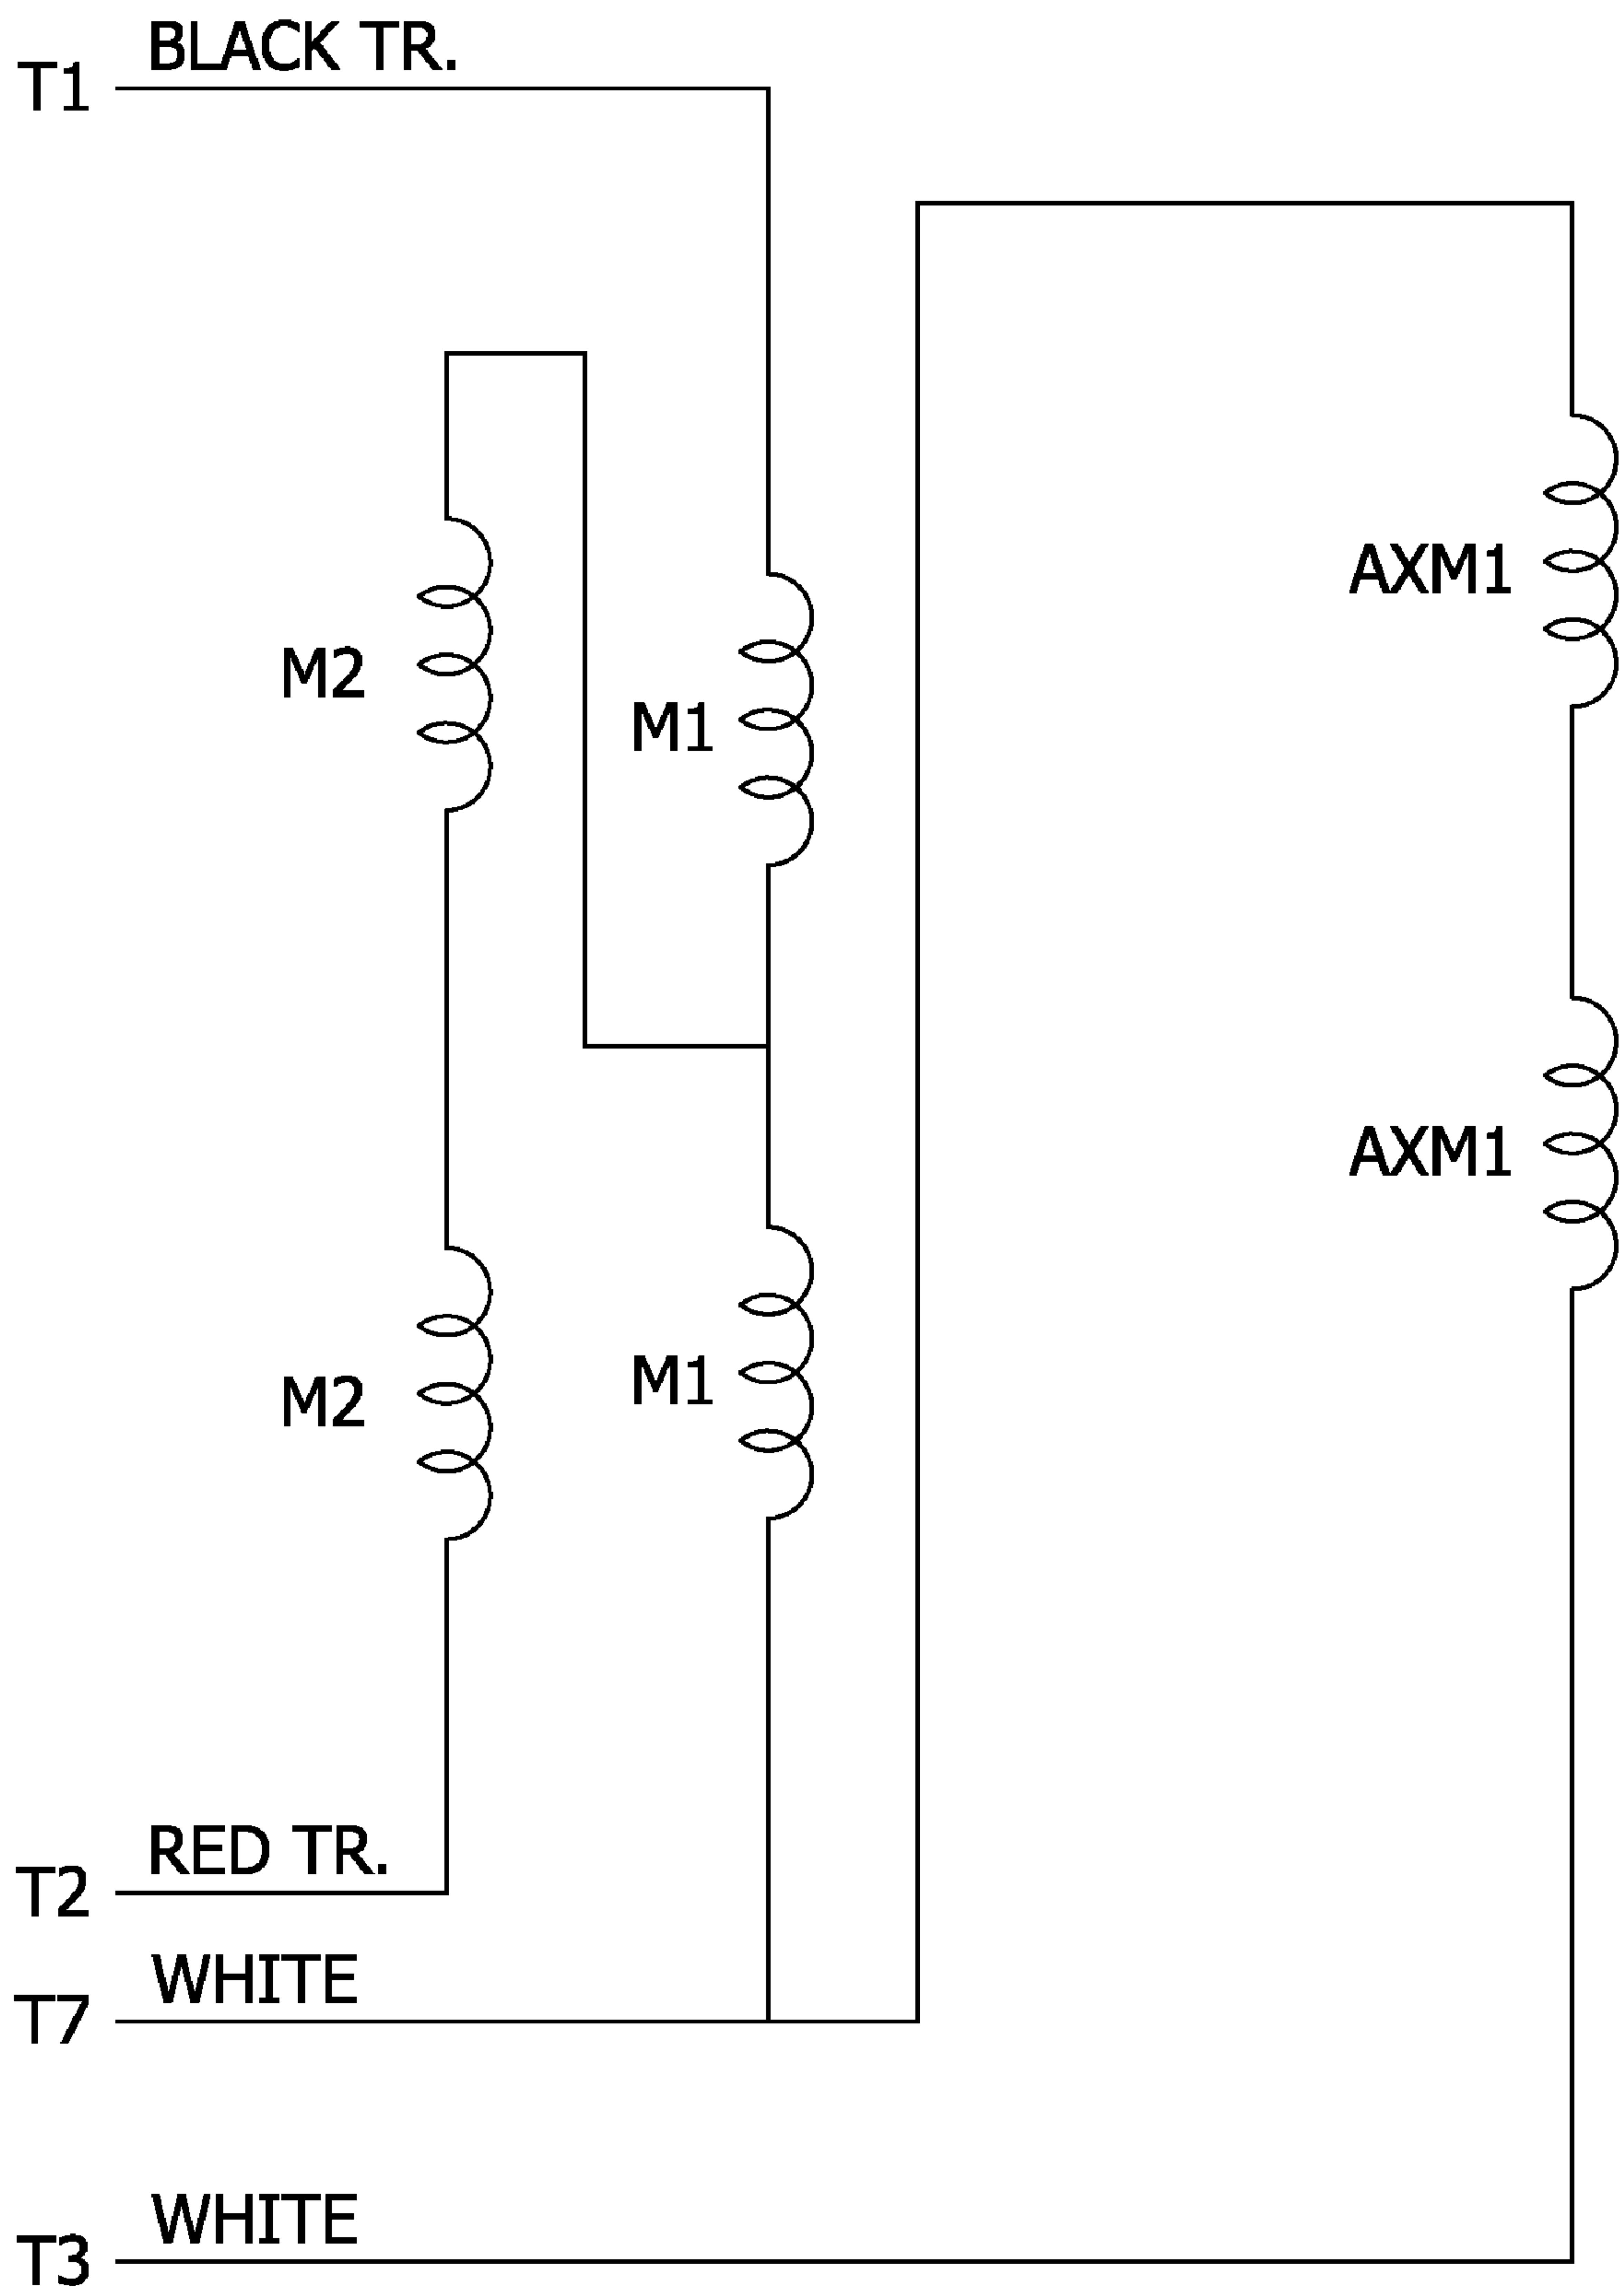 BLACK TR.
T1
AXM1
M2
M1
AXM1
M2
M1
RED TR.
T2
WHITE
T7
WHITE
T3